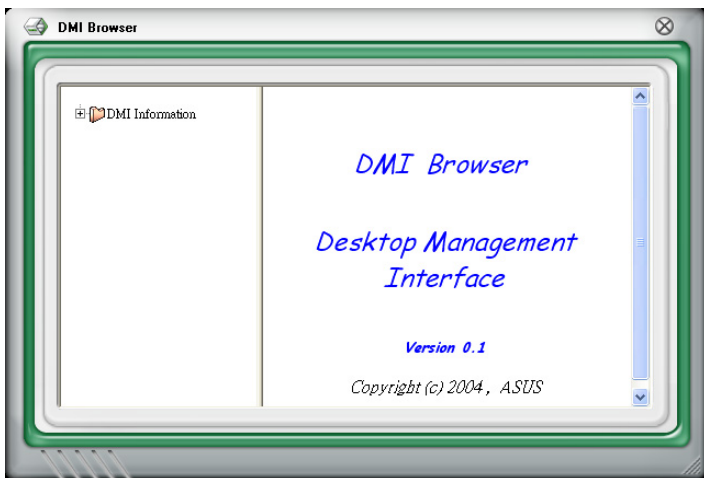 DMI Browser
DMI Information
DMI Browser
Desktop Management
Interface
Version 0.1
Copyright (c) 2004, ASUS